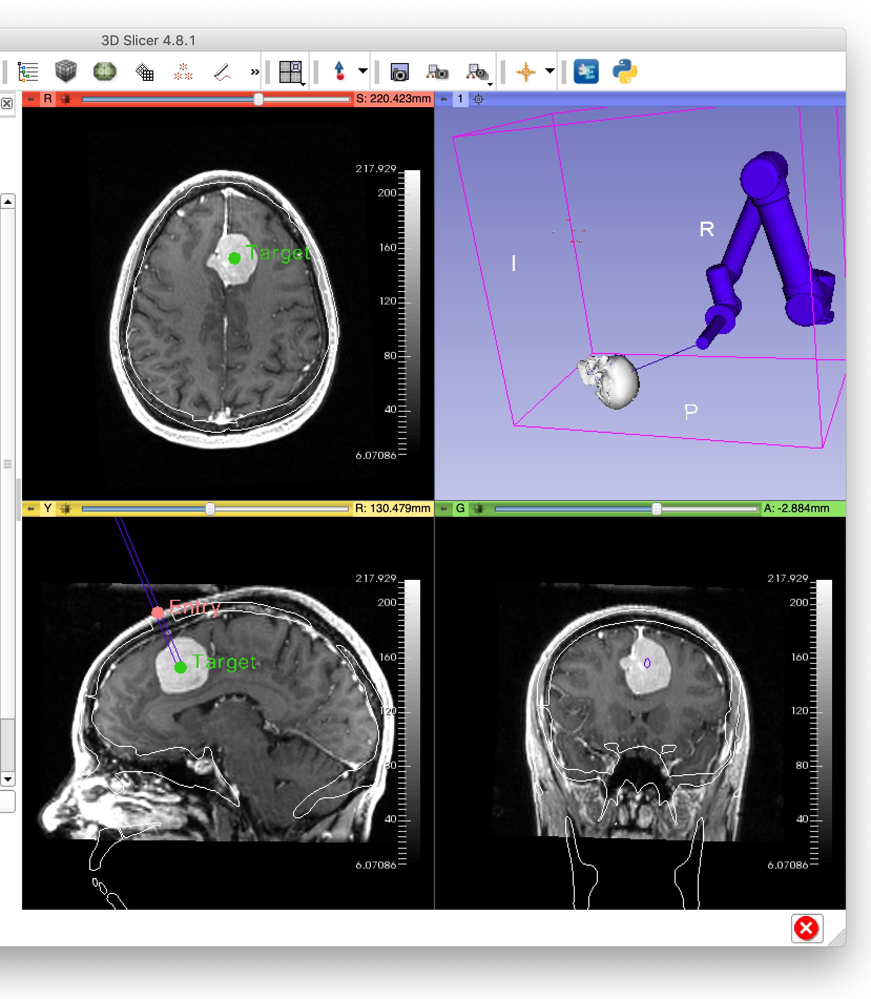 3D Slicer 4.8.1
»
R S: 220.423mm
1
217.929
200
Target
160
120
80
40
6.07086
R
I
P
Y R: 130.479mm
G A: -2.884mm
217.929
200
Entry
160
Target
120
80
40
6.07086
217.929
200
160
120
80
40
6.07086